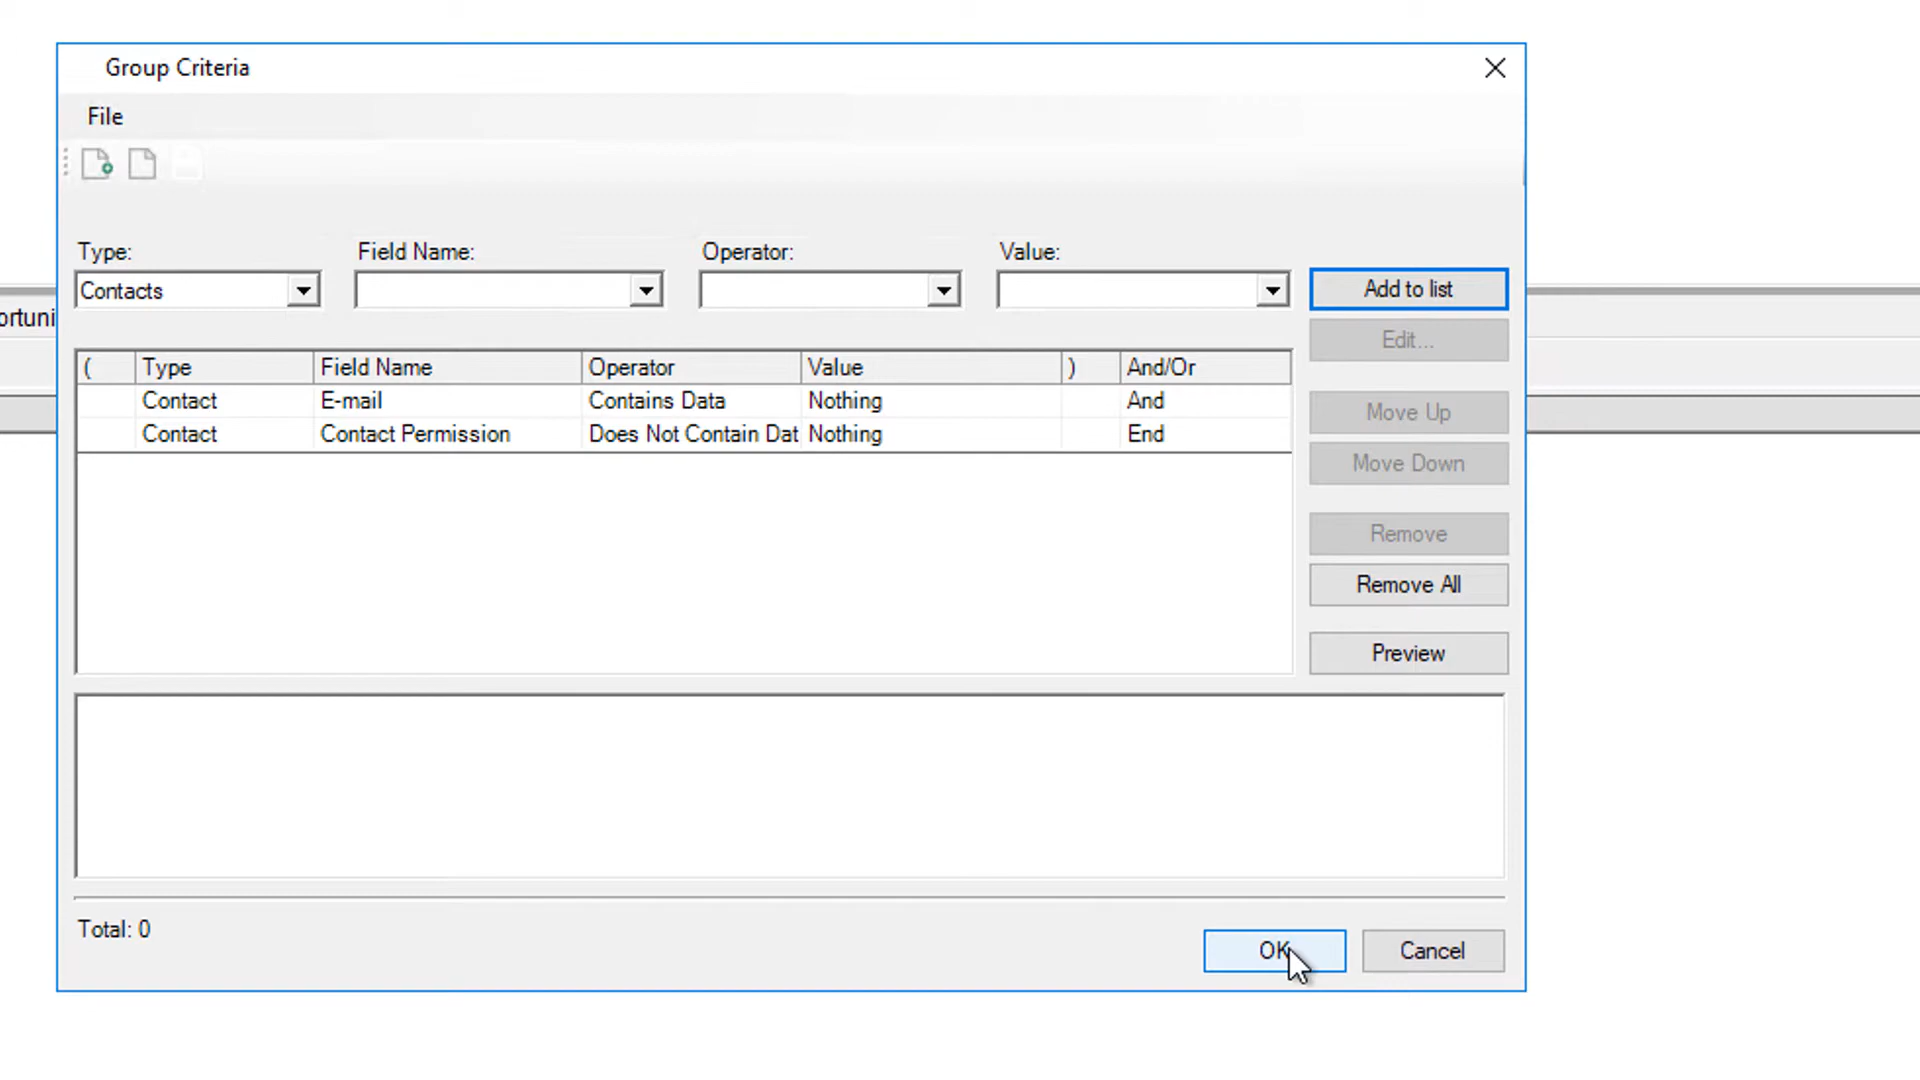 Group Criteria
File
Type: Field Name: Operator: Value:
Contacts Add to list
ortuni
Edit...
( Type Field Name Operator Value ) And/Or
Contact E-mail Contains Data Nothing And
Contact Contact Permission Does Not Contain Dat Nothing End
Move Up
Move Down
Remove
Remove All
Preview
Total: 0
OK Cancel